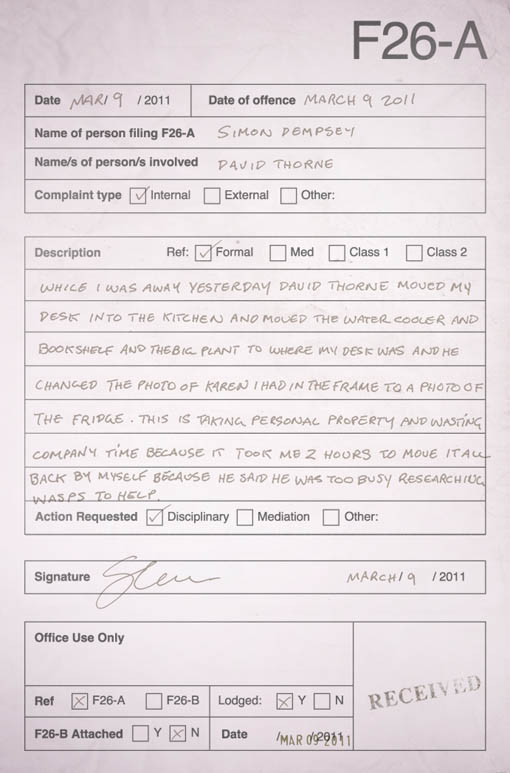 F26-A
Date MAR/ 9 / 2011 Date of offence MARCH 9 2011
Name of person filing F26-A SIMON DEMPSEY
Name/s of person/s involved DAVID THORNE
Complaint type Internal External Other:
Description Ref: Formal Med Class 1 Class 2
WHILE I WAS AWAY YESTERDAY DAVID THORNE MOVED MY
DESK INTO THE KITCHEN AND MOVED THE WATER COOLER AND
BOOKSHELF AND THE BIG PLANT TO WHERE MY DESK WAS AND HE
CHANGED THE PHOTO OF KAREN I HAD IN THE FRAME TO A PHOTO OF
THE FRIDGE. THIS IS TAKING PERSONAL PROPERTY AND WASTING
COMPANY TIME BECAUSE IT TOOK ME 2 HOURS TO MOVE IT ALL
BACK BY MYSELF BECAUSE HE SAID HE WAS TOO BUSY RESEARCHING
WASPS TO HELP.
Action Requested Disciplinary Mediation Other:
Signature MARCH/ 9 / 2011
Office Use Only
Ref F26-A F26-B Lodged: Y N
F26-B Attached Y N Date / /2011
MAR 09 2011
RECEIVED